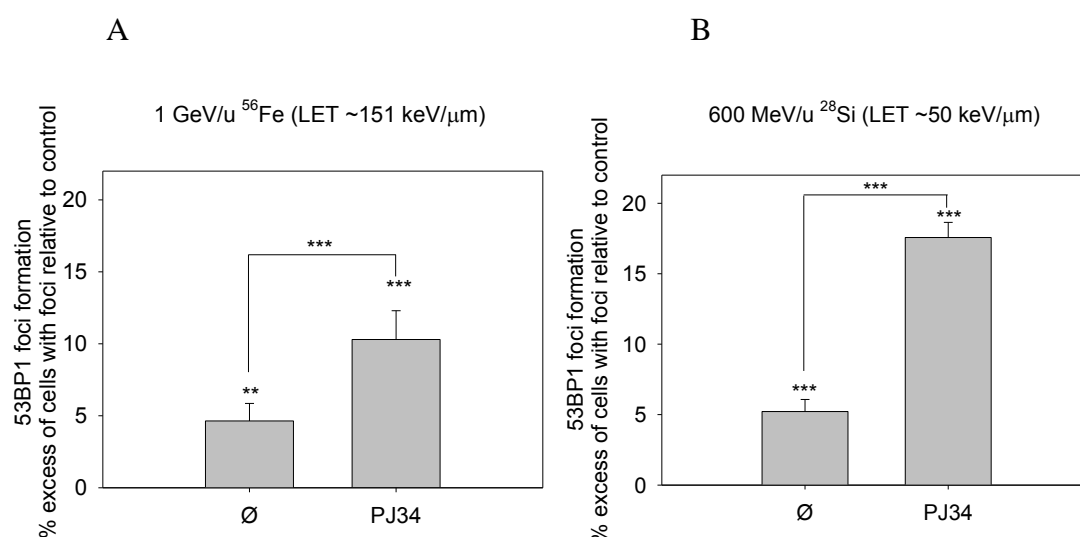 A
B
1 GeV/u ⁵⁶Fe (LET ~151 keV/μm)
600 MeV/u ²⁸Si (LET ~50 keV/μm)
53BP1 foci formation
% excess of cells with foci relative to control
20
15
10
5
0
***
***
**
Ø
PJ34
53BP1 foci formation
% excess of cells with foci relative to control
20
15
10
5
0
***
***
***
Ø
PJ34